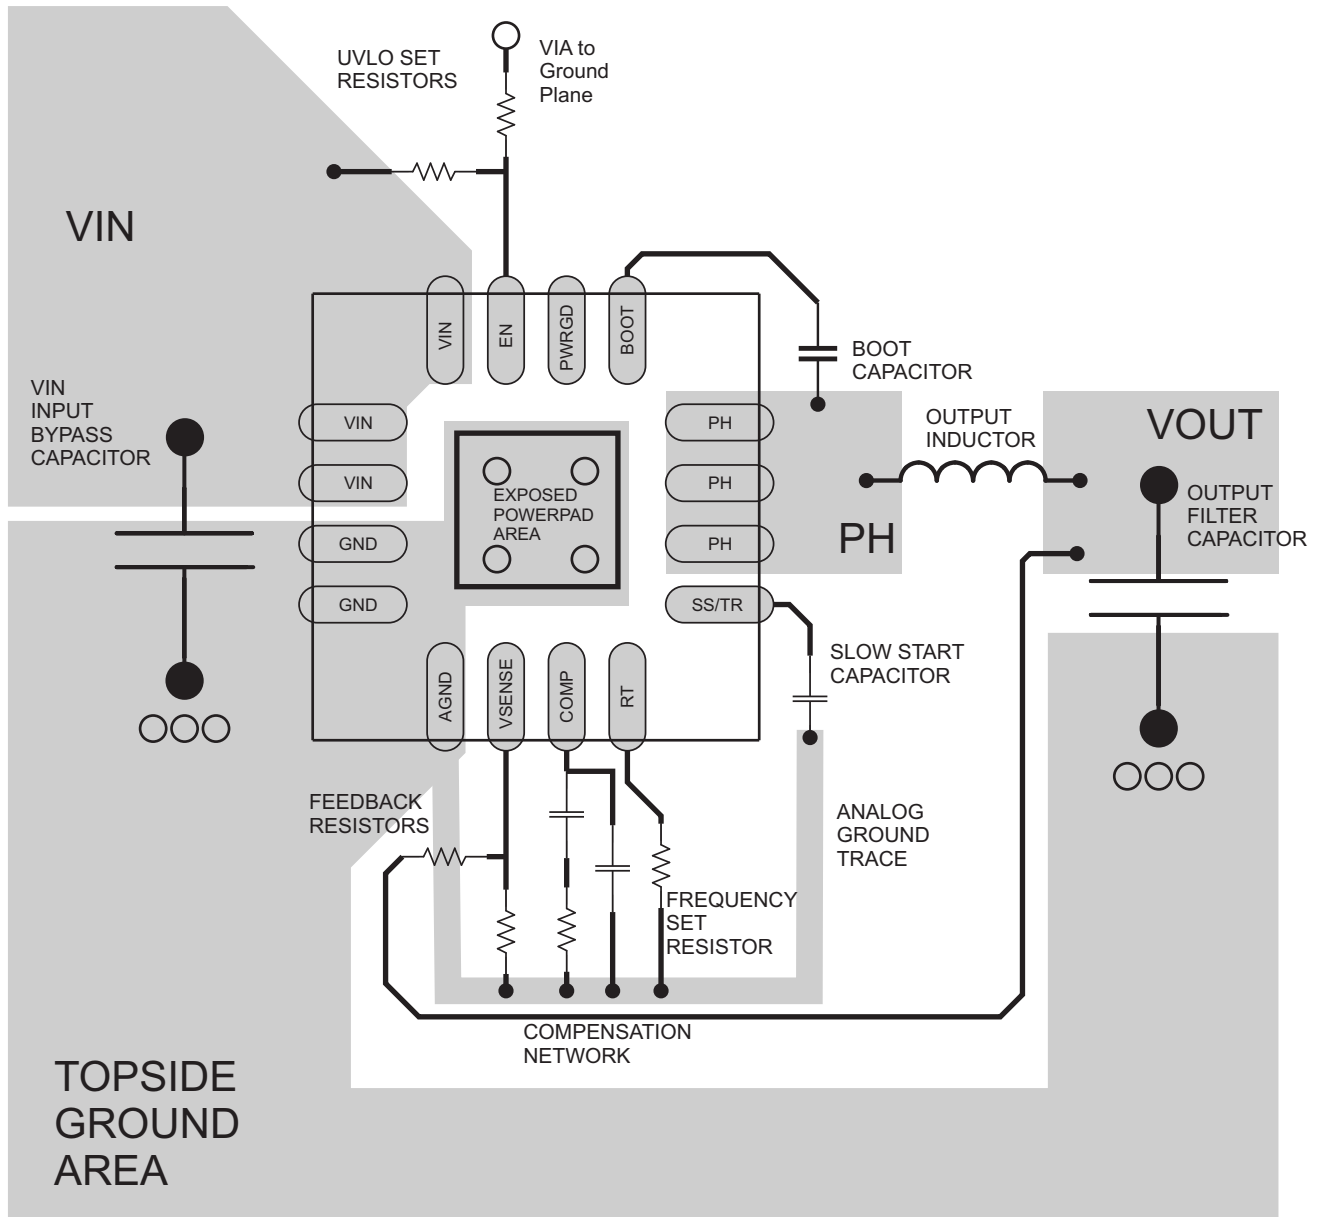 UVLO SET
RESISTORS
VIA to
Ground
Plane
VIN
VIN
EN
PWRGD
BOOT
BOOT
CAPACITOR
VIN
INPUT
BYPASS
CAPACITOR
VIN
VIN
GND
GND
EXPOSED
POWERPAD
AREA
PH
PH
PH
SS/TR
PH
OUTPUT
INDUCTOR
VOUT
OUTPUT
FILTER
CAPACITOR
AGND
VSENSE
COMP
RT
SLOW START
CAPACITOR
FEEDBACK
RESISTORS
ANALOG
GROUND
TRACE
FREQUENCY
SET
RESISTOR
COMPENSATION
NETWORK
TOPSIDE
GROUND
AREA